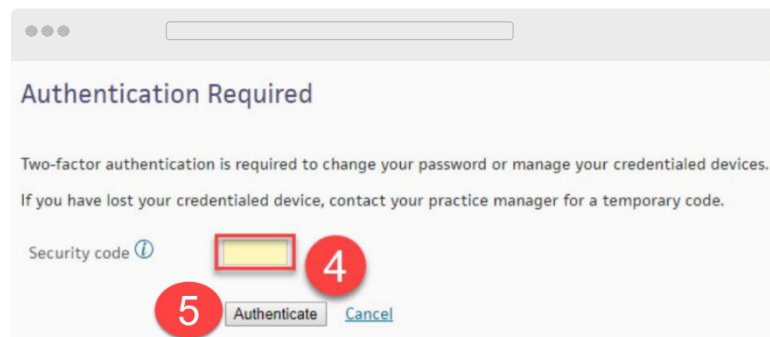 Authentication Required
Two-factor authentication is required to change your password or manage your credentialed devices.
If you have lost your credentialed device, contact your practice manager for a temporary code.
Security code i
4
5 Authenticate Cancel